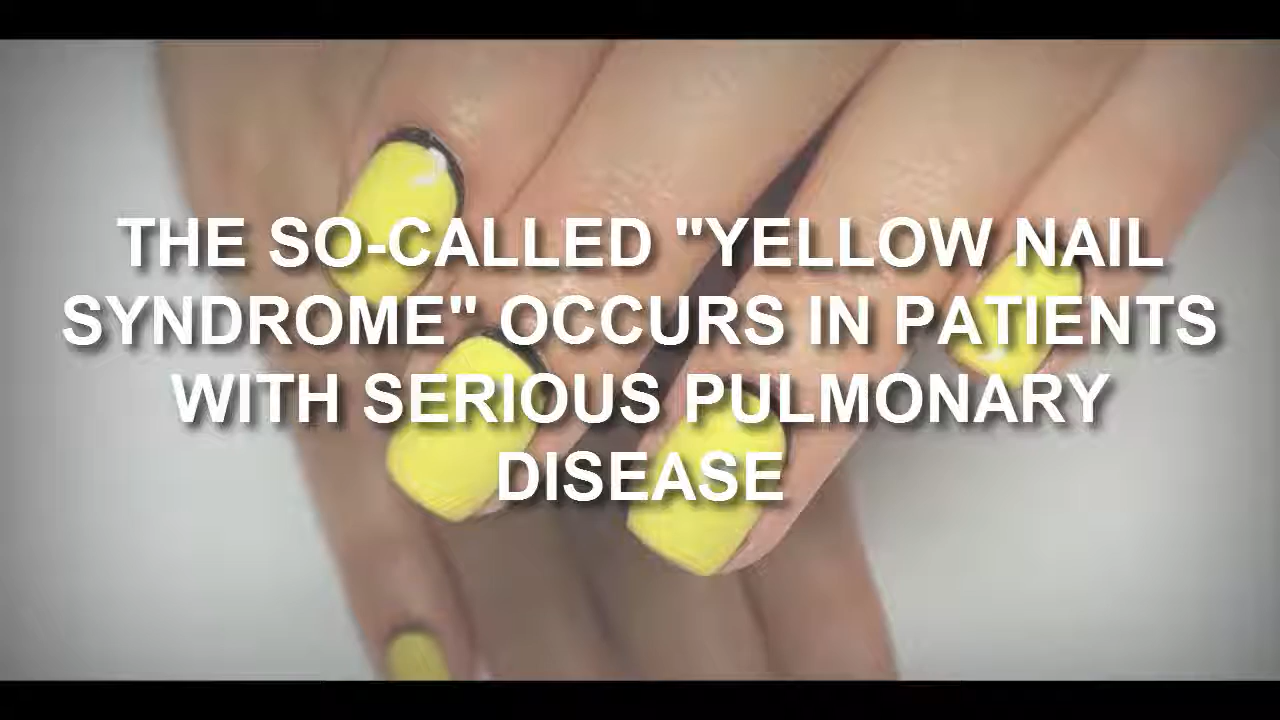 THE SO-CALLED "YELLOW NAIL
SYNDROME" OCCURS IN PATIENTS
WITH SERIOUS PULMONARY
DISEASE